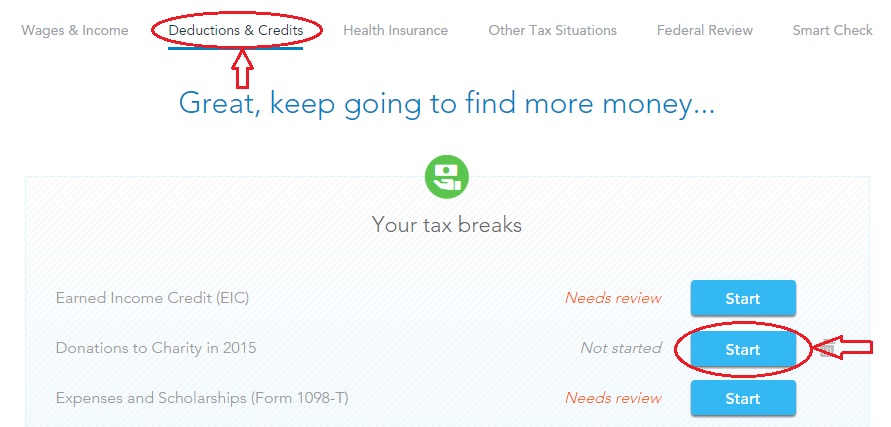 Wages & Income Deductions & Credits Health Insurance Other Tax Situations Federal Review Smart Check
Great, keep going to find more money...
Your tax breaks
Earned Income Credit (EIC) Needs review Start
Donations to Charity in 2015 Not started Start
Expenses and Scholarships (Form 1098-T) Needs review Start